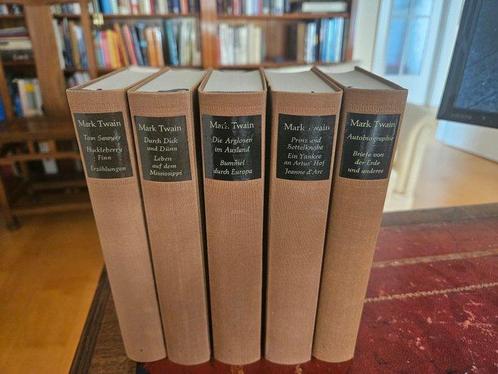 Mark Twain
Tom Sawyer
Huckleberry
Finn
Erzählungen
Mark Twain
Durch Dick
und Dünn
Leben
auf dem
Mississippi
Mark Twain
Die Arglosen
im Ausland
Bummel
durch Europa
Mark Twain
Prinz und
Bettelknabe
Ein Yankee
an Artus' Hof
Jeanne d'Arc
Mark Twain
Autobiographie
Briefe von
der Erde
und anderes